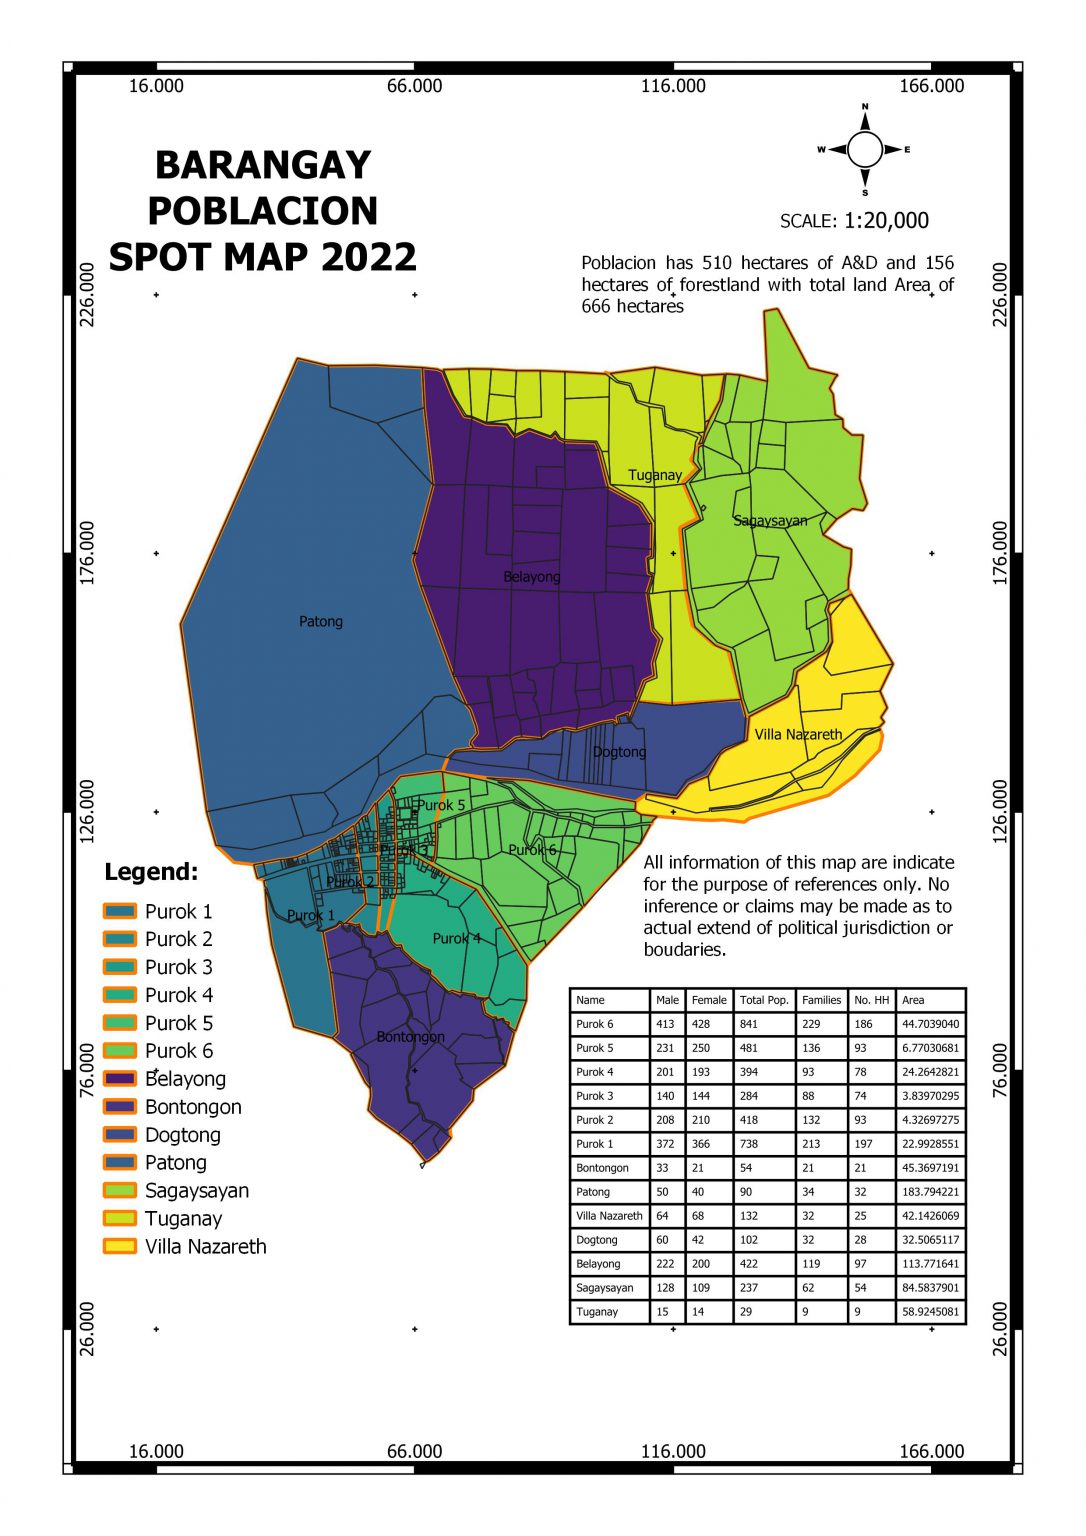 16.000 66.000 116.000 166.000
N
W E
S
BARANGAY
POBLACION
SPOT MAP 2022
SCALE: 1:20,000
Poblacion has 510 hectares of A&D and 156
hectares of forestland with total land Area of
666 hectares
226.000 226.000
Tuganay
Sagaysayan
176.000 176.000
Belayong
Patong
Villa Nazareth
Dogtong
126.000 126.000
Purok 5
Purok 3
Purok 6
Purok 2
Purok 1
Purok 4
Bontongon
All information of this map are indicate
for the purpose of references only. No
inference or claims may be made as to
actual extend of political jurisdiction or
boudaries.
Legend:
Purok 1
Purok 2
Purok 3
Purok 4
Purok 5
Purok 6
Belayong
Bontongon
Dogtong
Patong
Sagaysayan
Tuganay
Villa Nazareth
76.000 76.000
Name Male Female Total Pop. Families No. HH Area
Purok 6 413 428 841 229 186 44.7039040
Purok 5 231 250 481 136 93 6.77030681
Purok 4 201 193 394 93 78 24.2642821
Purok 3 140 144 284 88 74 3.83970295
Purok 2 208 210 418 132 93 4.32697275
Purok 1 372 366 738 213 197 22.9928551
Bontongon 33 21 54 21 21 45.3697191
Patong 50 40 90 34 32 183.794221
Villa Nazareth 64 68 132 32 25 42.1426069
Dogtong 60 42 102 32 28 32.5065117
Belayong 222 200 422 119 97 113.771641
Sagaysayan 128 109 237 62 54 84.5837901
Tuganay 15 14 29 9 9 58.9245081
26.000 26.000
16.000 66.000 116.000 166.000